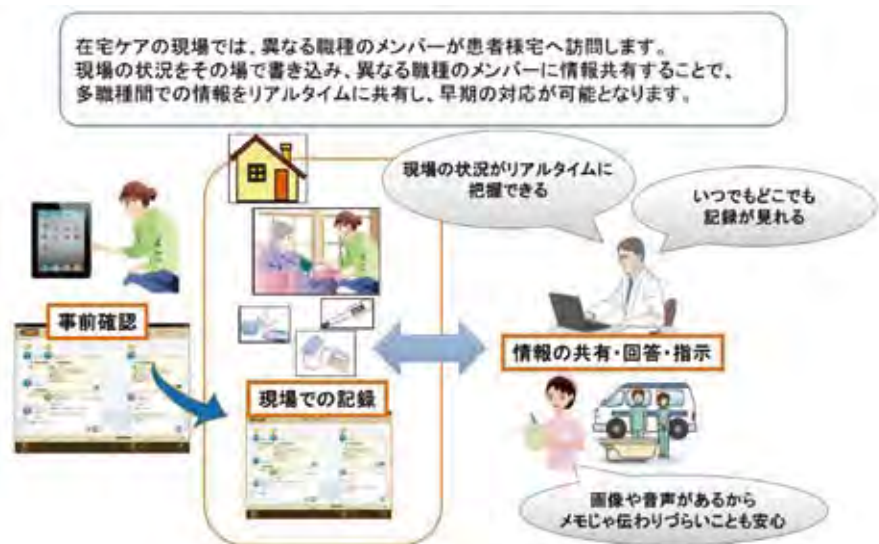 在宅ケアの現場では、異なる職種のメンバーが患者様宅へ訪問します。
現場の状況をその場で書き込み、異なる職種のメンバーに情報共有することで、
多職種間での情報をリアルタイムに共有し、早期の対応が可能となります。
現場の状況がリアルタイムに
把握できる
いつでもどこでも
記録が見れる
事前確認
現場での記録
情報の共有・回答・指示
画像や音声があるから
メモじゃ伝わりづらいことも安心